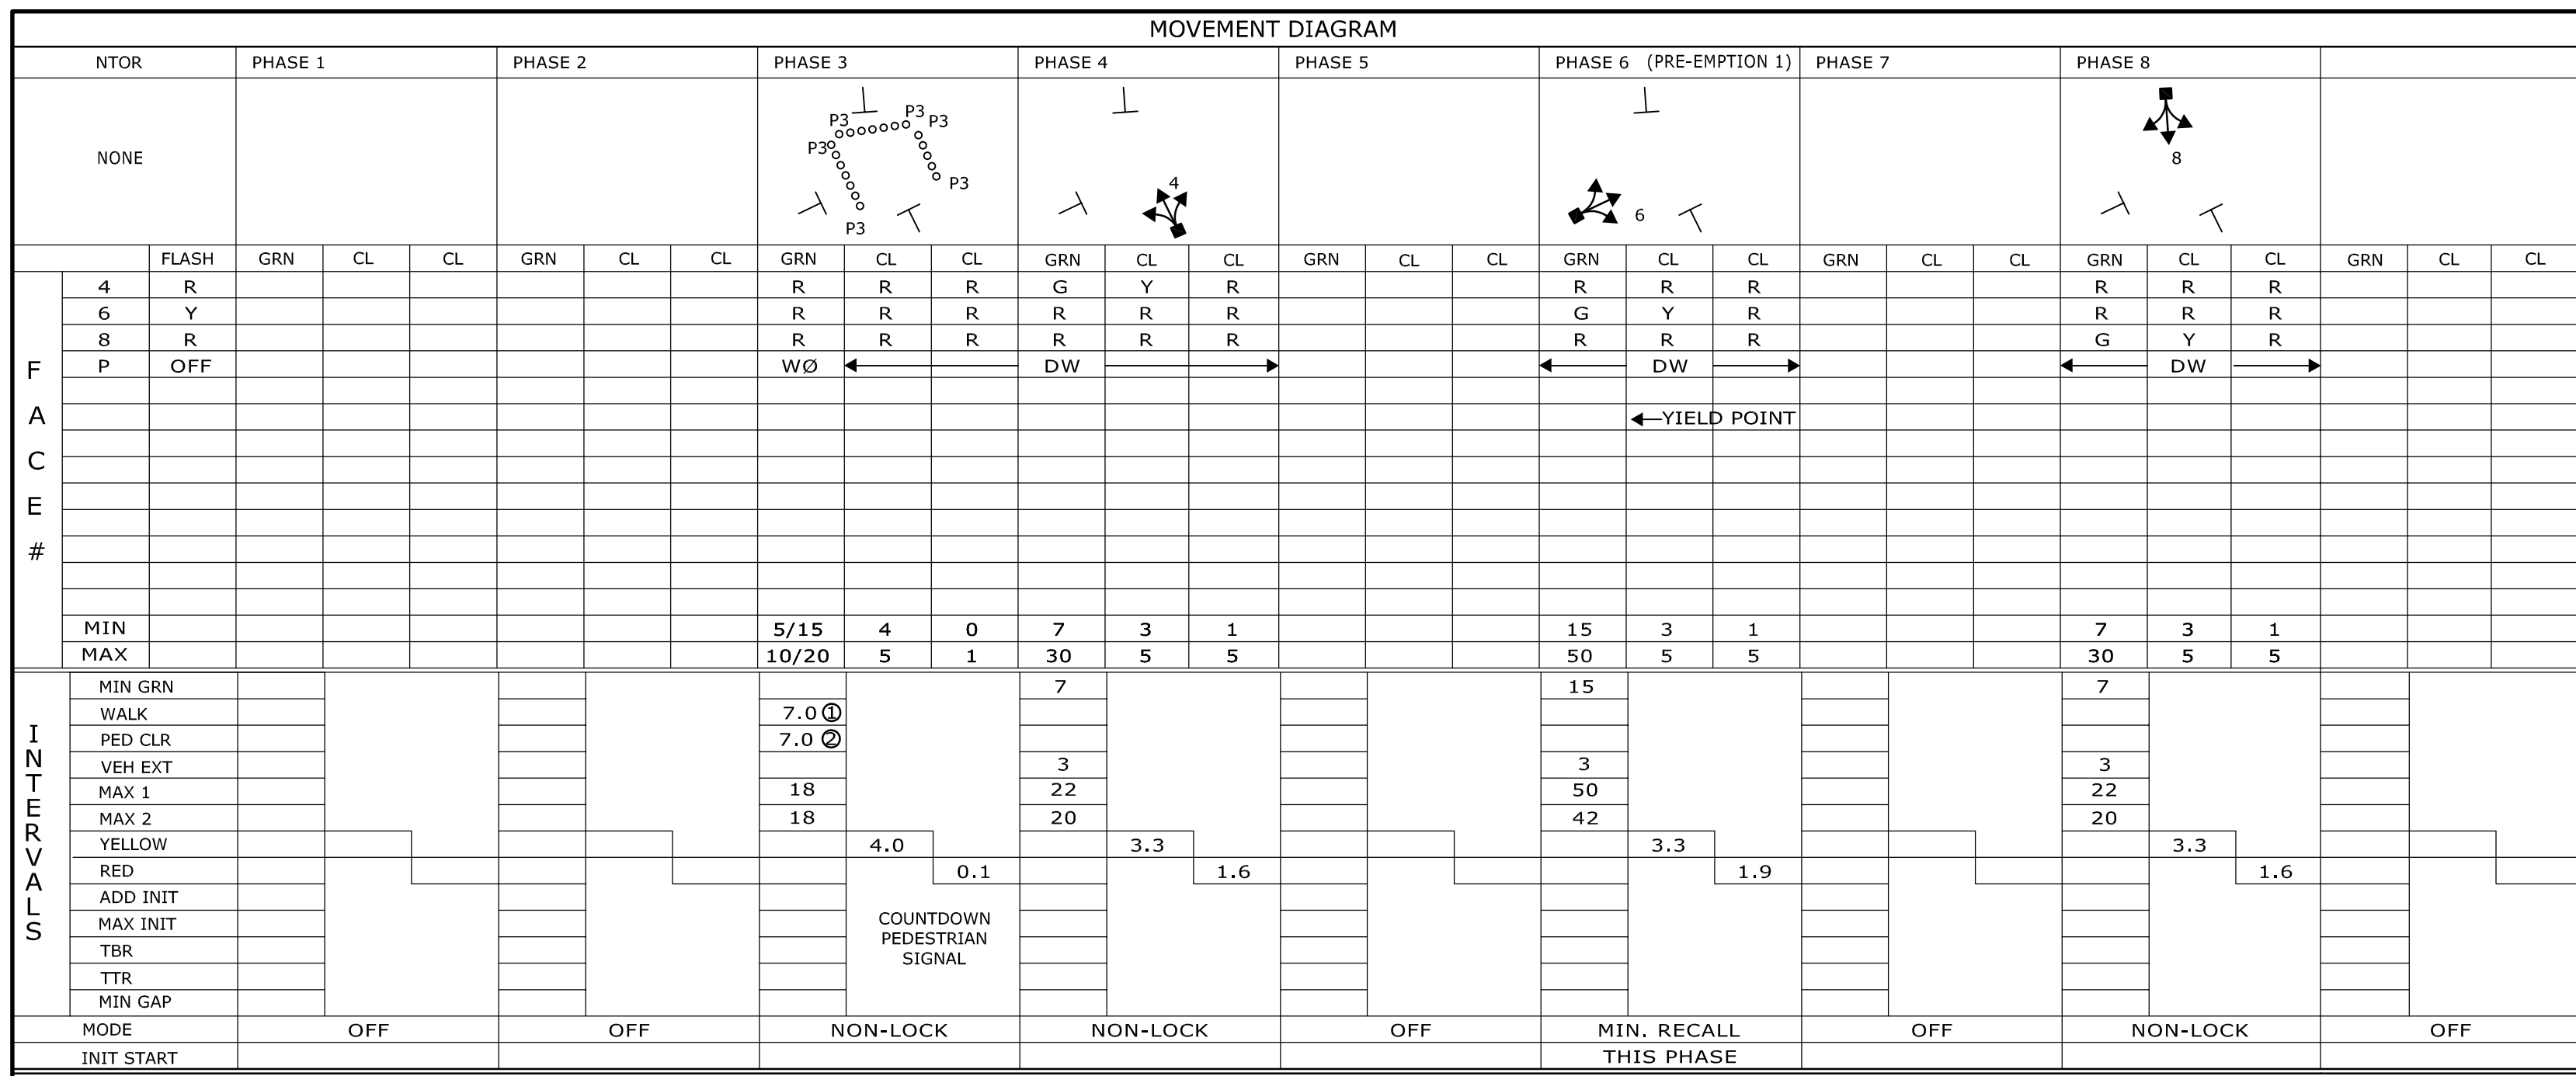 MOVEMENT DIAGRAM
NTOR PHASE 1 PHASE 2 PHASE 3 PHASE 4 PHASE 5 PHASE 6 (PRE-EMPTION 1) PHASE 7 PHASE 8
NONE
P3 P3 P3
P3
P3
P3
4
6
8
FLASH GRN CL CL GRN CL CL GRN CL CL GRN CL CL GRN CL CL GRN CL CL GRN CL CL GRN CL CL GRN CL CL
FACE #
4 R R R R G Y R R R R R R R
6 Y R R R R R R G Y R R R R
8 R R R R R R R R R R G Y R
P OFF WØ DW DW DW
YIELD POINT
MIN 5/15 4 0 7 3 1 15 3 1 7 3 1
MAX 10/20 5 1 30 5 5 50 5 5 30 5 5
INTERVALS
MIN GRN 7 15 7
WALK 7.0 ①
PED CLR 7.0 ②
VEH EXT 3 3 3
MAX 1 18 22 50 22
MAX 2 18 20 42 20
YELLOW 4.0 3.3 3.3 3.3
RED 0.1 1.6 1.9 1.6
ADD INIT
MAX INIT
TBR
TTR
MIN GAP
COUNTDOWN
PEDESTRIAN
SIGNAL
MODE OFF OFF NON-LOCK NON-LOCK OFF MIN. RECALL OFF NON-LOCK OFF
INIT START THIS PHASE